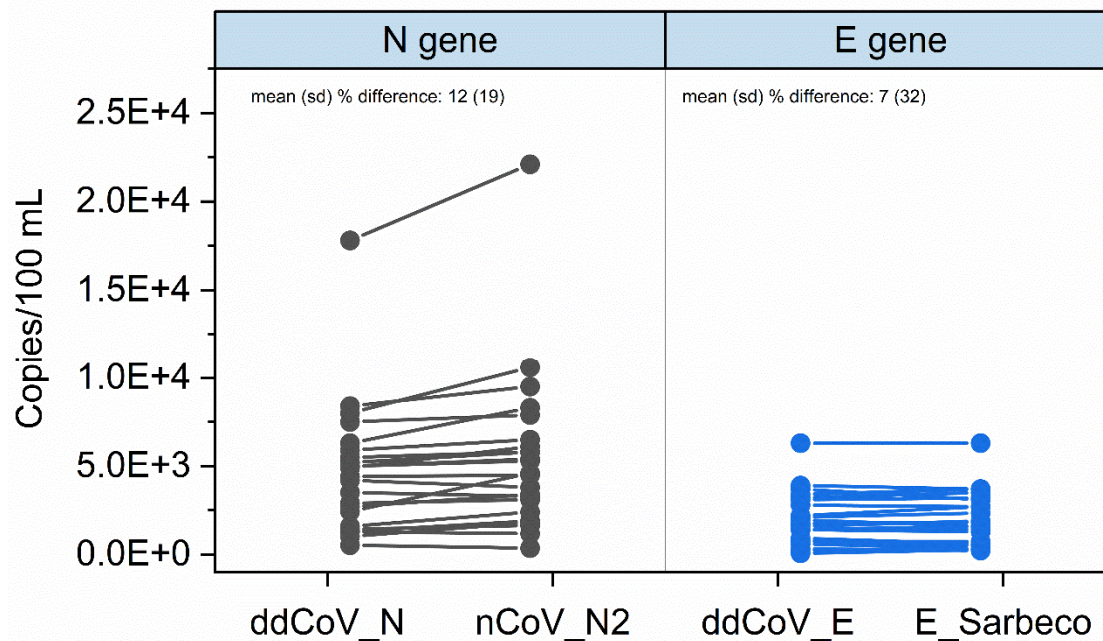 N gene
E gene
mean (sd) % difference: 12 (19)
mean (sd) % difference: 7 (32)
Copies/100 mL
2.5E+4
2.0E+4
1.5E+4
1.0E+4
5.0E+3
0.0E+0
ddCoV_N
nCoV_N2
ddCoV_E
E_Sarbeco